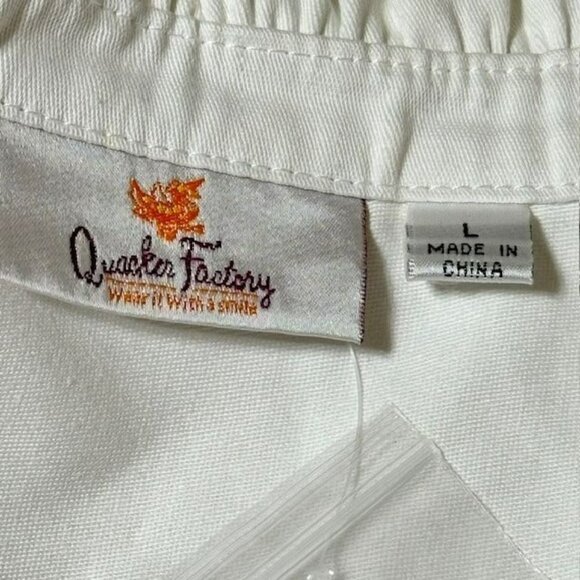 Quacker Factory
Wear it with a smile
L
MADE IN
CHINA